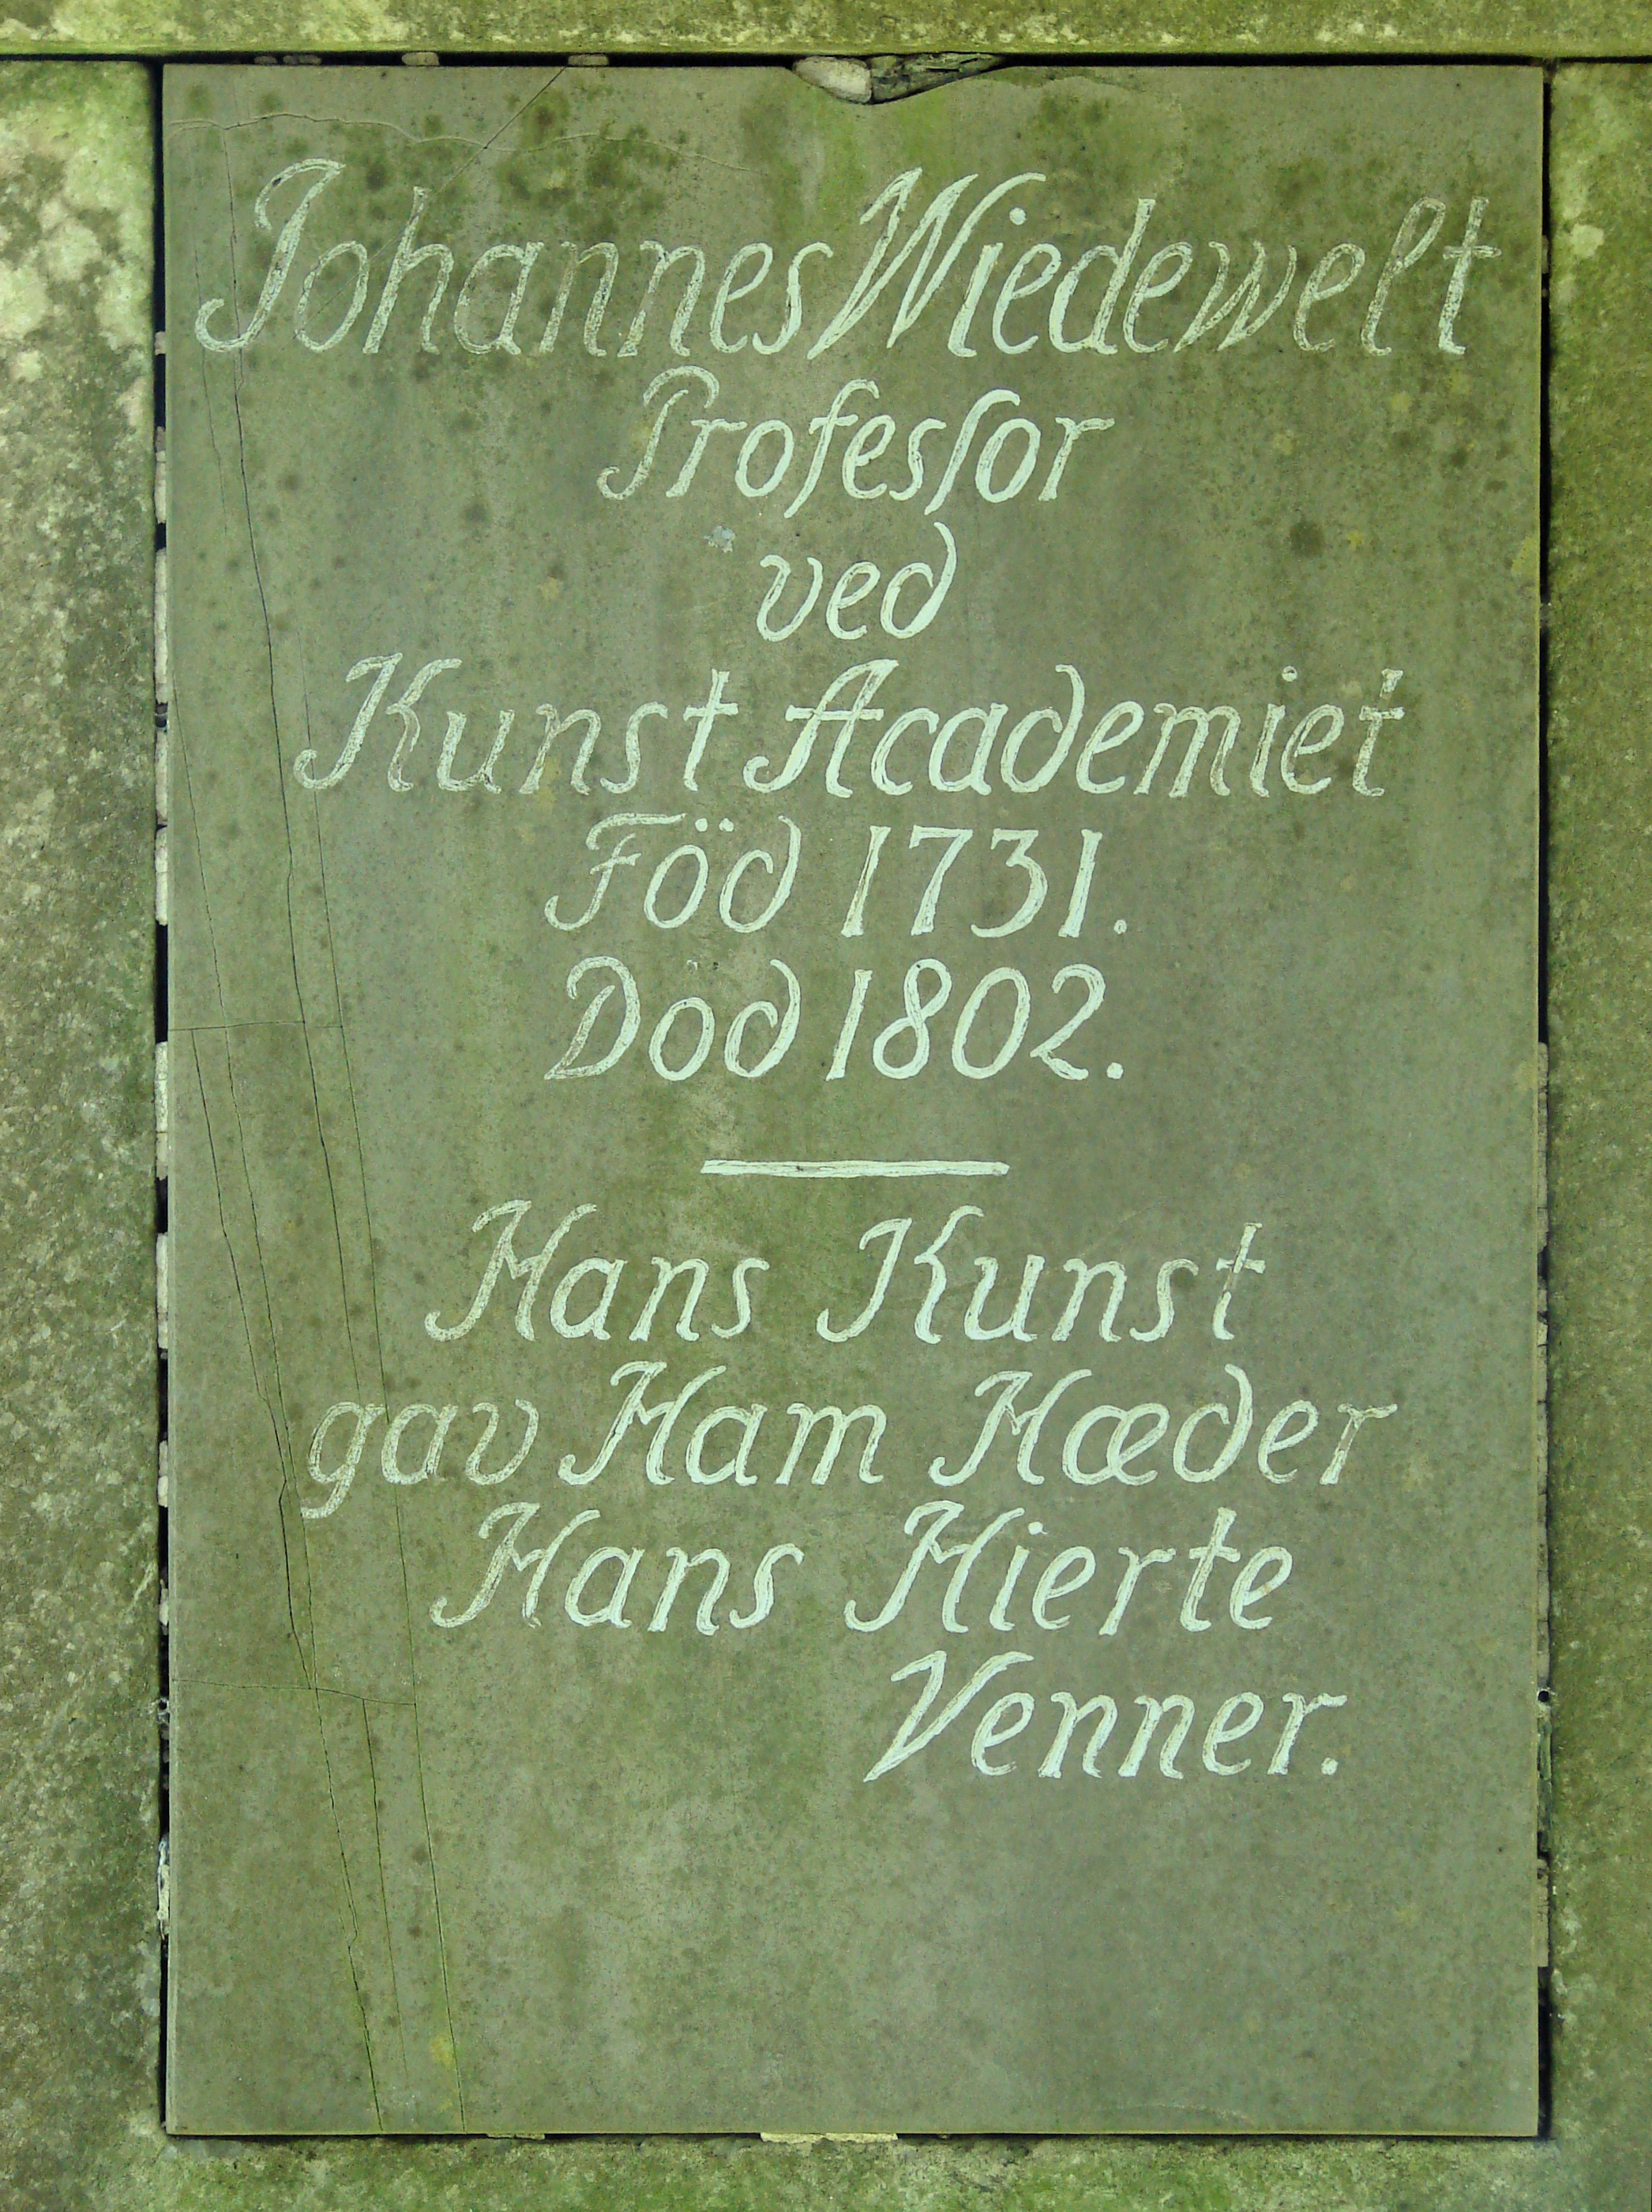 Johannes Wiedewelt
Profesſor
ved
Kunst Academiet
Föd 1731.
Död 1802.
Hans Kunst
gav Ham Hæder
Hans Hierte
Venner.